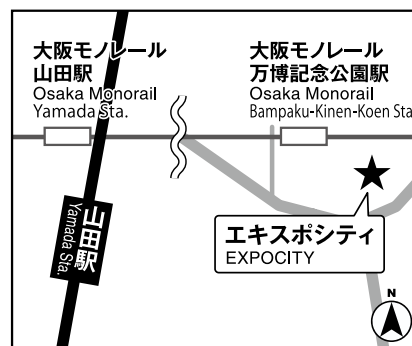 大阪モノレール
山田駅
Osaka Monorail
Yamada Sta.
大阪モノレール
万博記念公園駅
Osaka Monorail
Bampaku-Kinen-Koen Sta
山田駅
Yamada Sta.
エキスポシティ
EXPOCITY
N